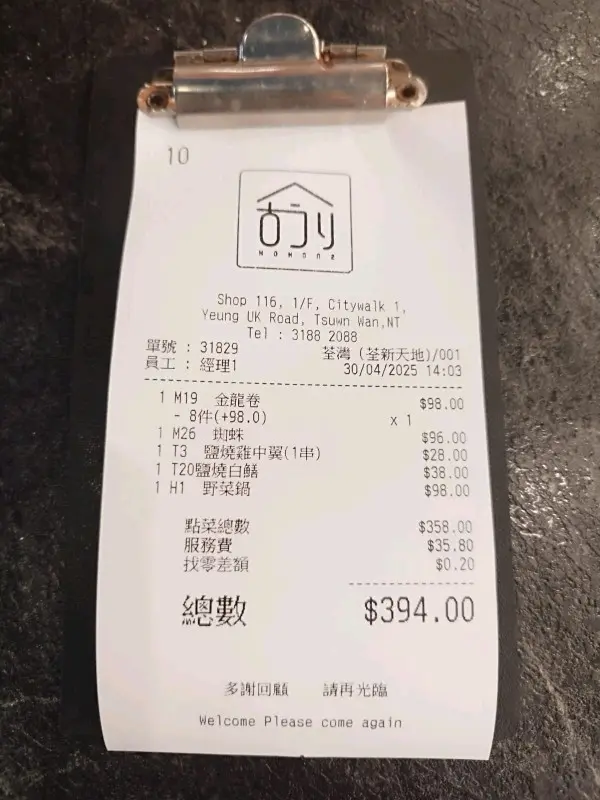 10
NOMONZ
Shop 116, 1/F, Citywalk 1,
Yeung UK Road, Tsuwn Wan,NT
Tel : 3188 2088
單號 : 31829 荃灣 (荃新天地)/001
員工 : 經理1 30/04/2025 14:03
1 M19 金龍卷 $98.00
- 8件(+98.0) x 1
1 M26 蜘蛛 $96.00
1 T3 鹽燒雞中翼(1串) $28.00
1 T20鹽燒白鱔 $38.00
1 H1 野菜鍋 $98.00
點菜總數 $358.00
服務費 $35.80
找零差額 $0.20
總數 $394.00
多謝回顧 請再光臨
Welcome Please come again